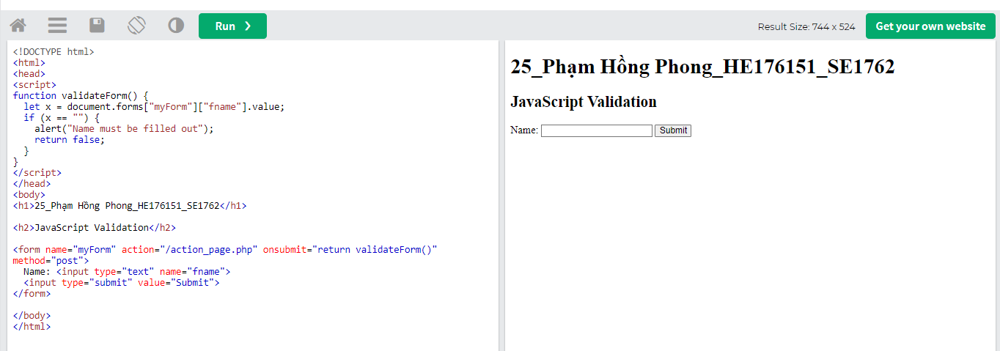 Run ❯
Result Size: 744 x 524
Get your own website
<!DOCTYPE html>
<html>
<head>
<script>
function validateForm() {
  let x = document.forms["myForm"]["fname"].value;
  if (x == "") {
    alert("Name must be filled out");
    return false;
  }
}
</script>
</head>
<body>
<h1>25_Phạm Hồng Phong_HE176151_SE1762</h1>

<h2>JavaScript Validation</h2>

<form name="myForm" action="/action_page.php" onsubmit="return validateForm()"
method="post">
  Name: <input type="text" name="fname">
  <input type="submit" value="Submit">
</form>

</body>
</html>
25_Phạm Hồng Phong_HE176151_SE1762
JavaScript Validation
Name: Submit